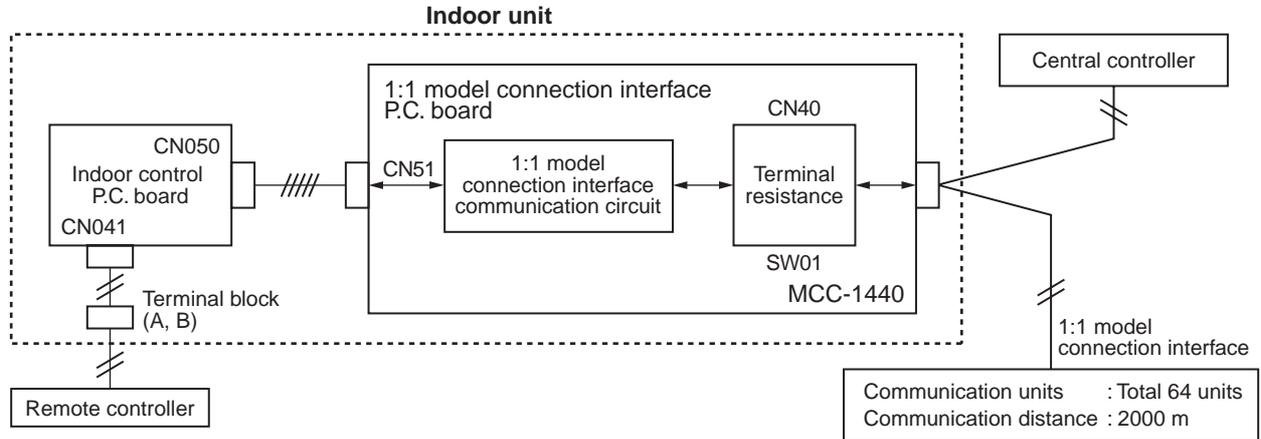 Indoor unit
Central controller
1:1 model connection interface
P.C. board
CN050
Indoor control
P.C. board
CN041
CN51
1:1 model
connection interface
communication circuit
CN40
Terminal
resistance
SW01
MCC-1440
Terminal block
(A, B)
Remote controller
1:1 model
connection interface
Communication units : Total 64 units
Communication distance : 2000 m